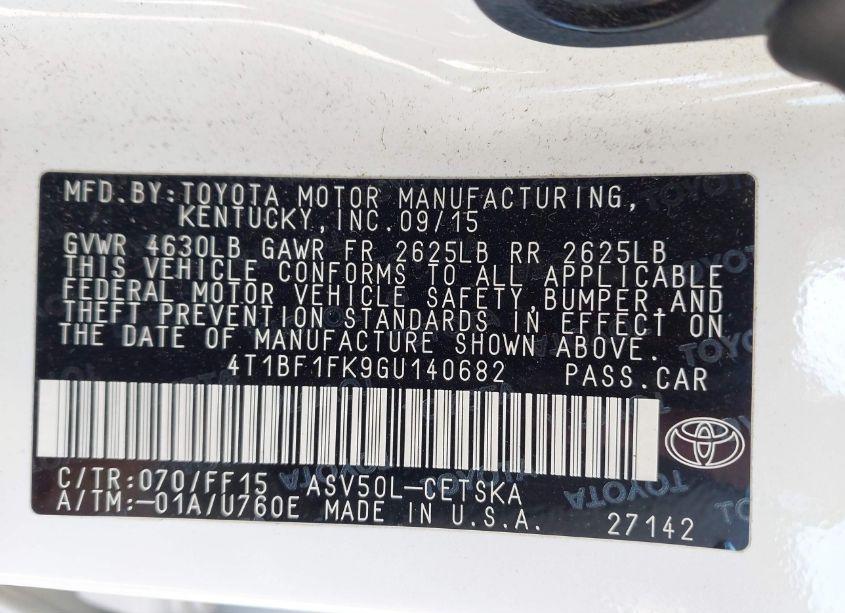 MFD.BY:TOYOTA MOTOR MANUFACTURING,
KENTUCKY,INC.09/15
GVWR 4630LB GAWR FR 2625LB RR 2625LB
THIS VEHICLE CONFORMS TO ALL APPLICABLE
FEDERAL MOTOR VEHICLE SAFETY,BUMPER,AND
THEFT PREVENTION STANDARDS IN EFFECT ON
THE DATE OF MANUFACTURE SHOWN ABOVE.
4T1BF1FK9GU140682 PASS.CAR
C/TR:070/FF15 ASV50L-CETSKA
A/TM:-01A/U760E MADE IN U.S.A. 27142